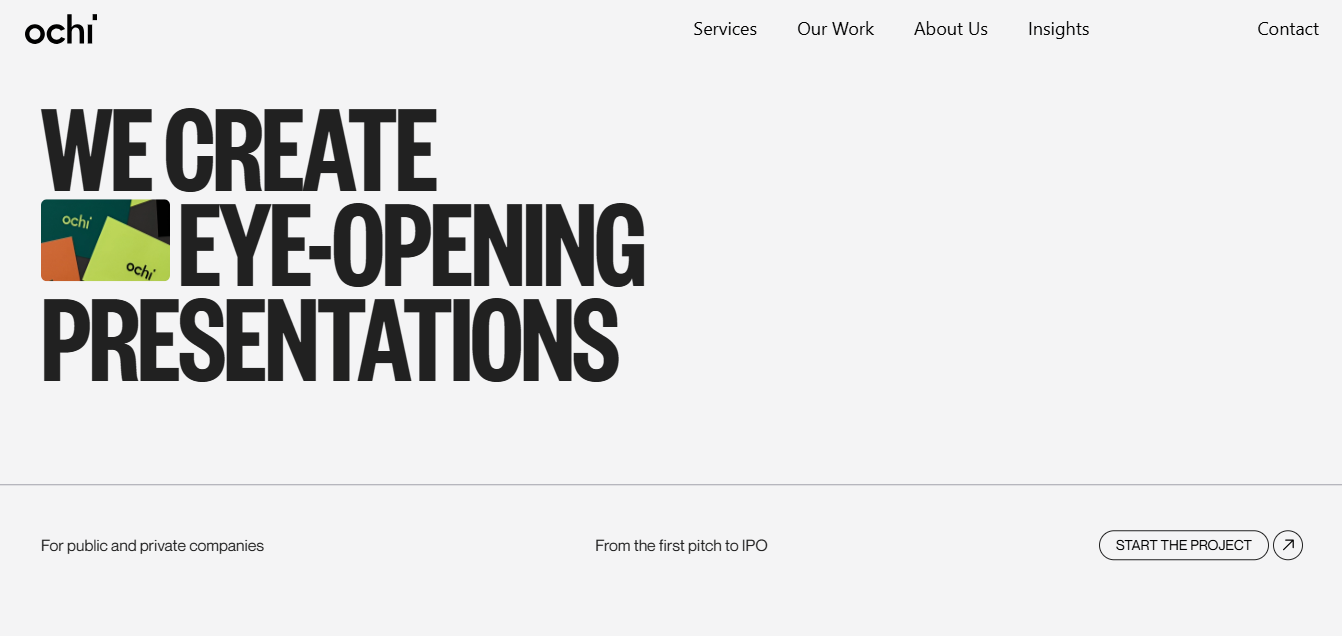 ochi
Services Our Work About Us Insights Contact
WE CREATE
ochi
ochi
EYE-OPENING
PRESENTATIONS
For public and private companies
From the first pitch to IPO
START THE PROJECT